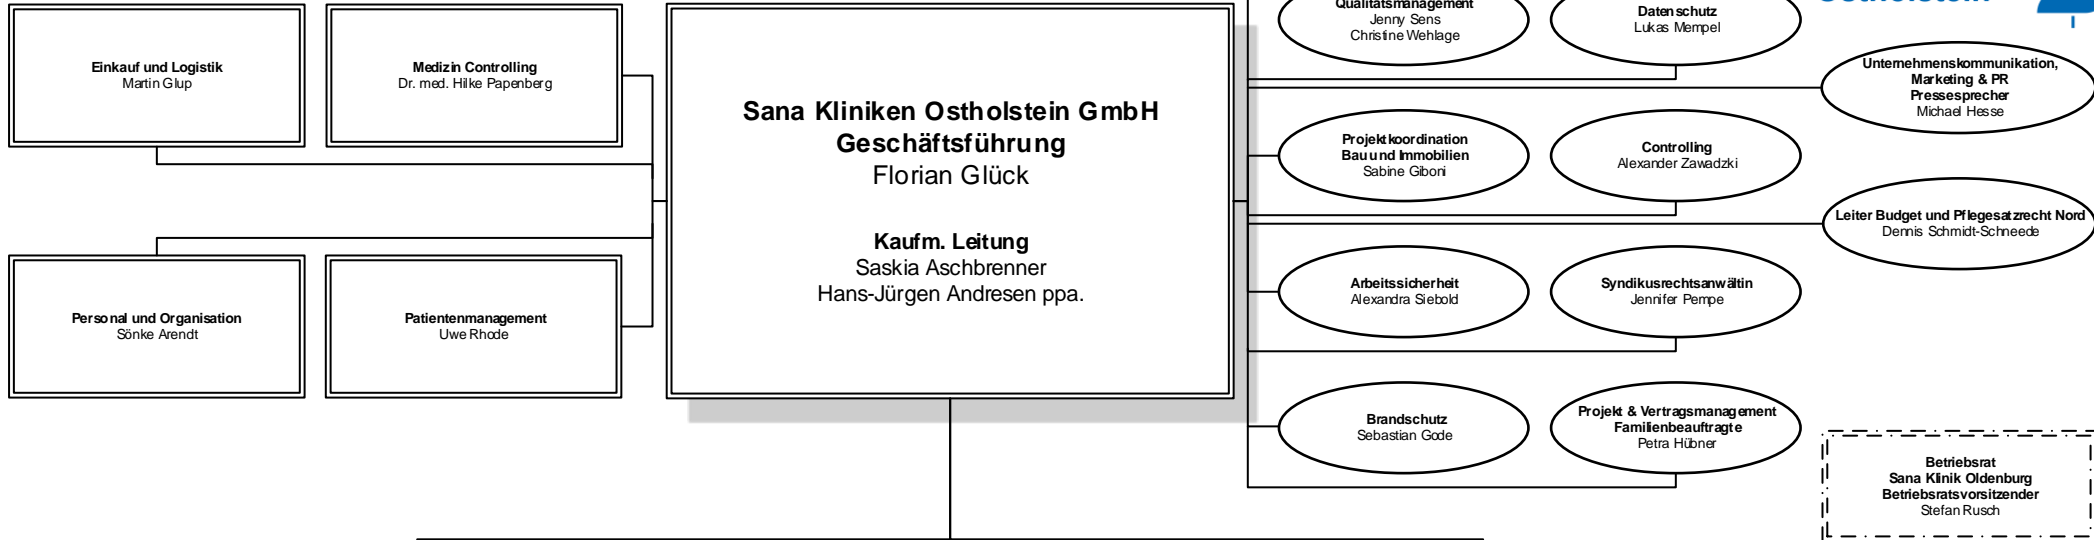 Einkauf und Logistik
Martin Glup
Medizin Controlling
Dr. med. Hilke Papenberg
Personal und Organisation
Sönke Arendt
Patientenmanagement
Uwe Rhode
Sana Kliniken Ostholstein GmbH
Geschäftsführung
Florian Glück
Kaufm. Leitung
Saskia Aschbrenner
Hans-Jürgen Andresen ppa.
Qualitätsmanagement
Jenny Sens
Christine Wehlage
Datenschutz
Lukas Mempel
Ostholstein
Unternehmenskommunikation,
Marketing & PR
Pressesprecher
Michael Hesse
Projektkoordination
Bau und Immobilien
Sabine Giboni
Controlling
Alexander Zawadzki
Leiter Budget und Pflegesatzrecht Nord
Dennis Schmidt-Schneede
Arbeitssicherheit
Alexandra Siebold
Syndikusrechtsanwältin
Jennifer Pempe
Brandschutz
Sebastian Gode
Projekt & Vertragsmanagement
Familienbeauftragte
Petra Hübner
Betriebsrat
Sana Klinik Oldenburg
Betriebsratsvorsitzender
Stefan Rusch